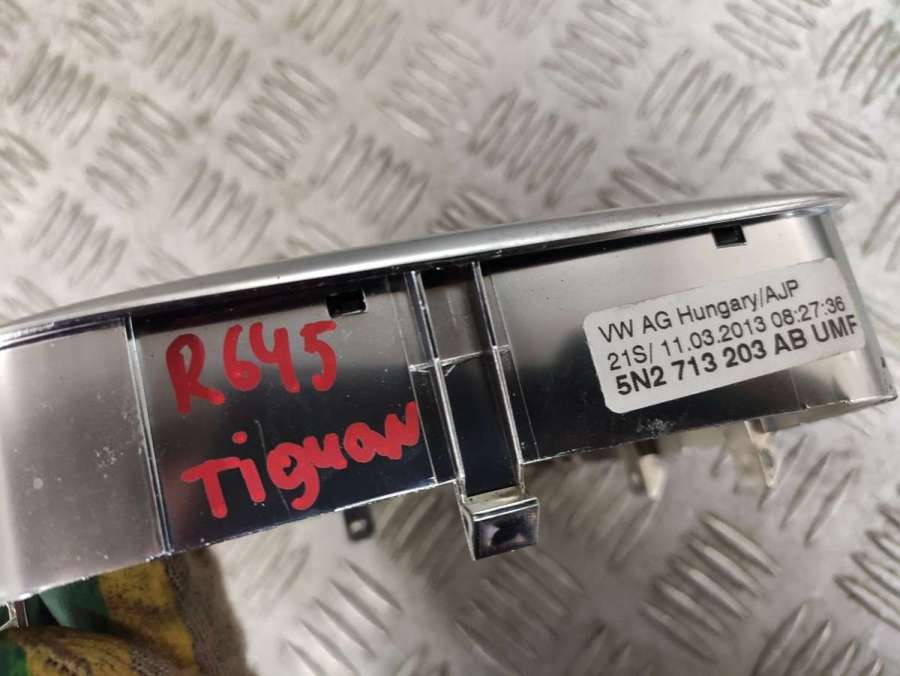 R645
Tiguan
VW AG Hungary/AJP
21S/ 11.03.2013 08:27:36
5N2 713 203 AB UMF